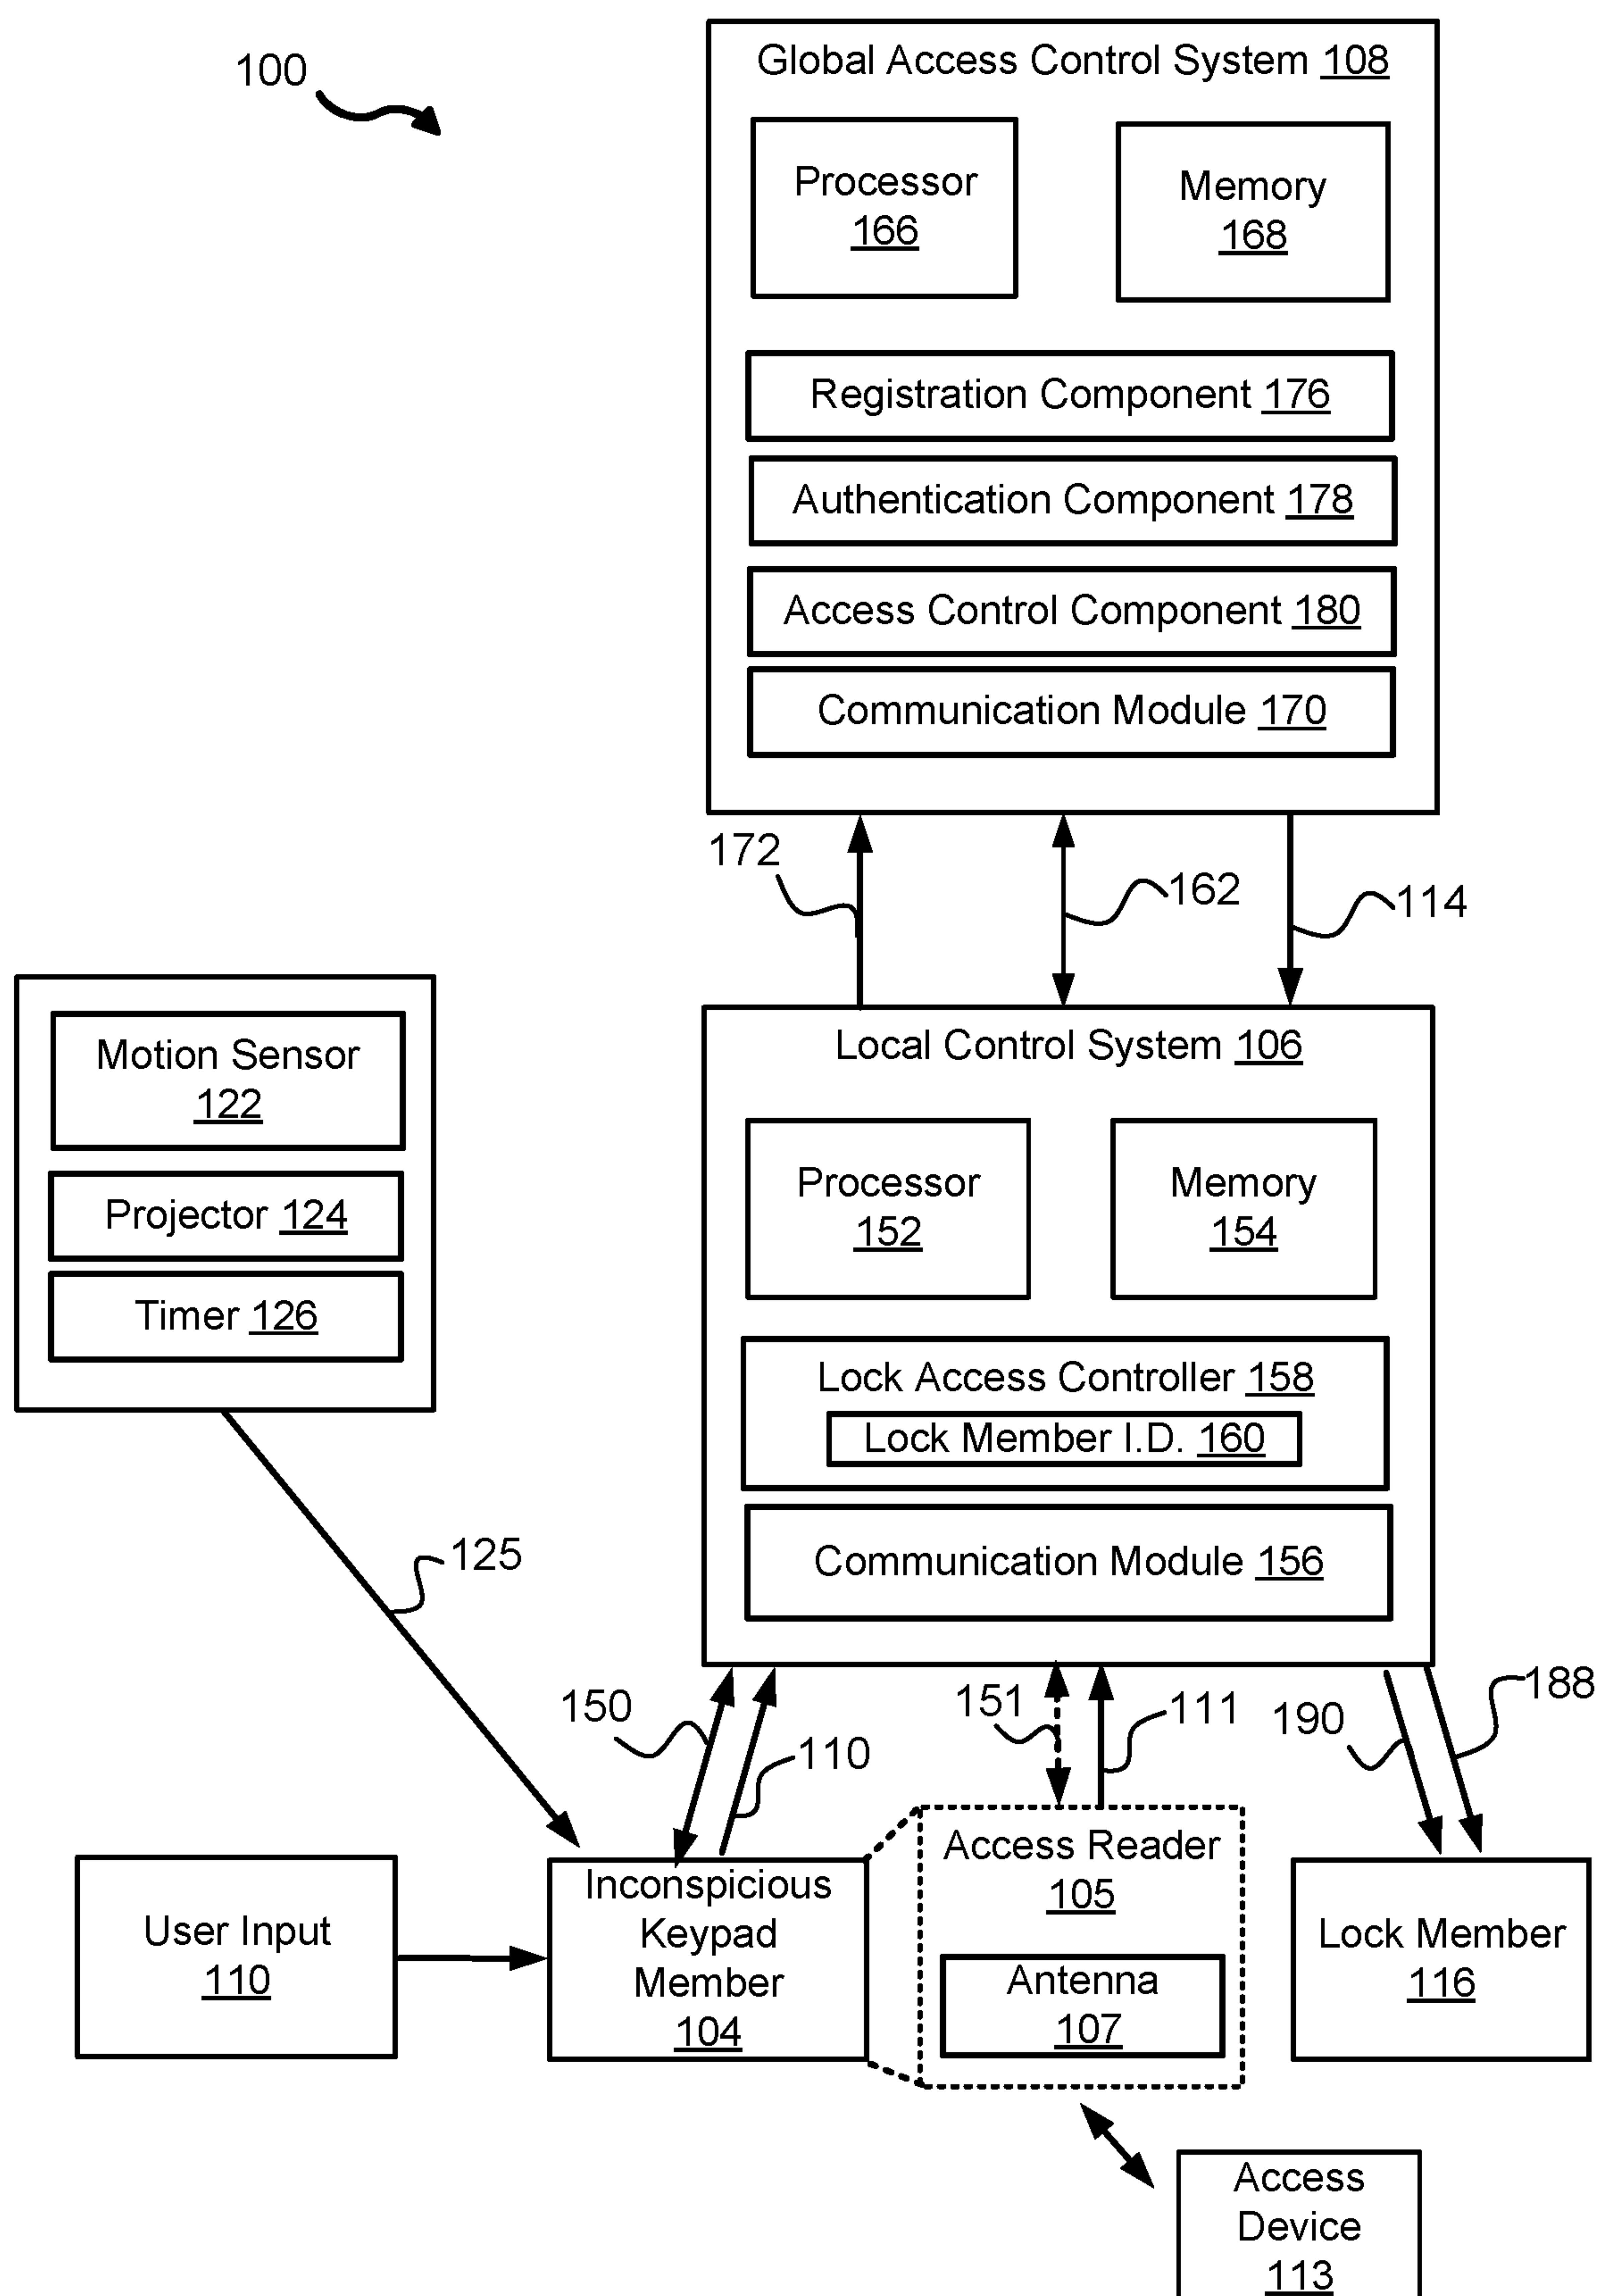 100
Global Access Control System 108
Processor
166
Memory
168
Registration Component 176
Authentication Component 178
Access Control Component 180
Communication Module 170
172
162
114
Motion Sensor
122
Projector 124
Timer 126
Local Control System 106
Processor
152
Memory
154
Lock Access Controller 158
Lock Member I.D. 160
Communication Module 156
125
150
110
151
111
190
188
User Input
110
Inconspicious
Keypad
Member
104
Access Reader
105
Antenna
107
Lock Member
116
Access
Device
113